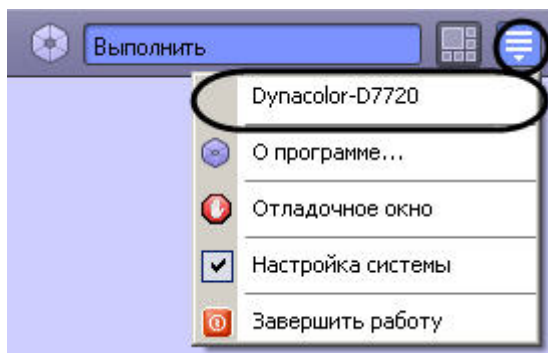 Выполнить
Dynacolor-D7720
О программе...
Отладочное окно
Настройка системы
Завершить работу